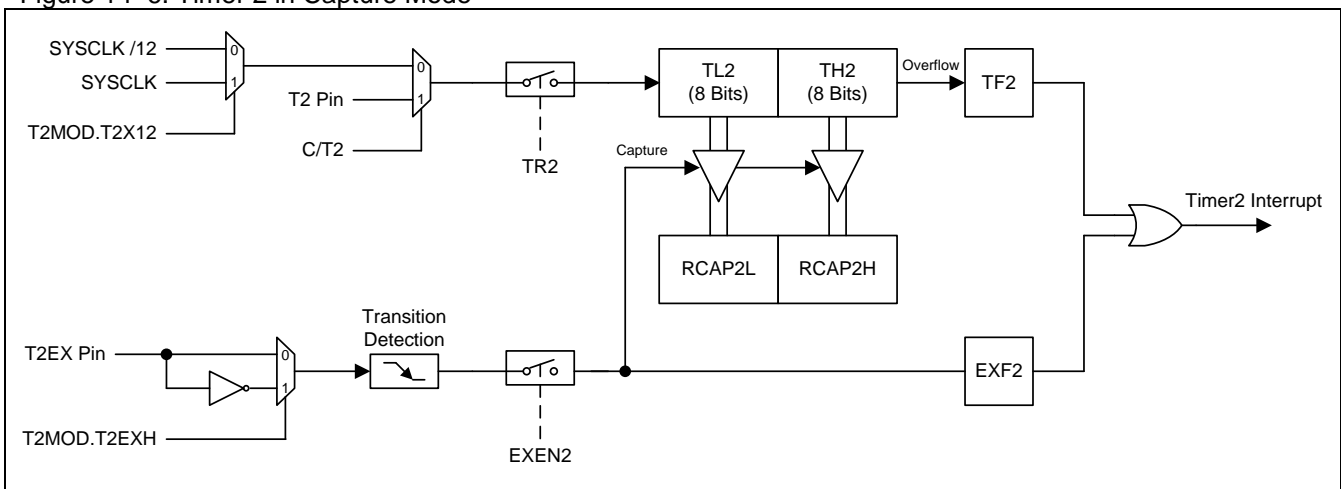 SYSCLK /12
0
SYSCLK
1
T2MOD.T2X12
0
T2 Pin
1
C/T2
TR2
TL2
(8 Bits)
TH2
(8 Bits)
Overflow
TF2
Capture
RCAP2L
RCAP2H
Timer2 Interrupt
T2EX Pin
0
1
T2MOD.T2EXH
Transition
Detection
EXEN2
EXF2